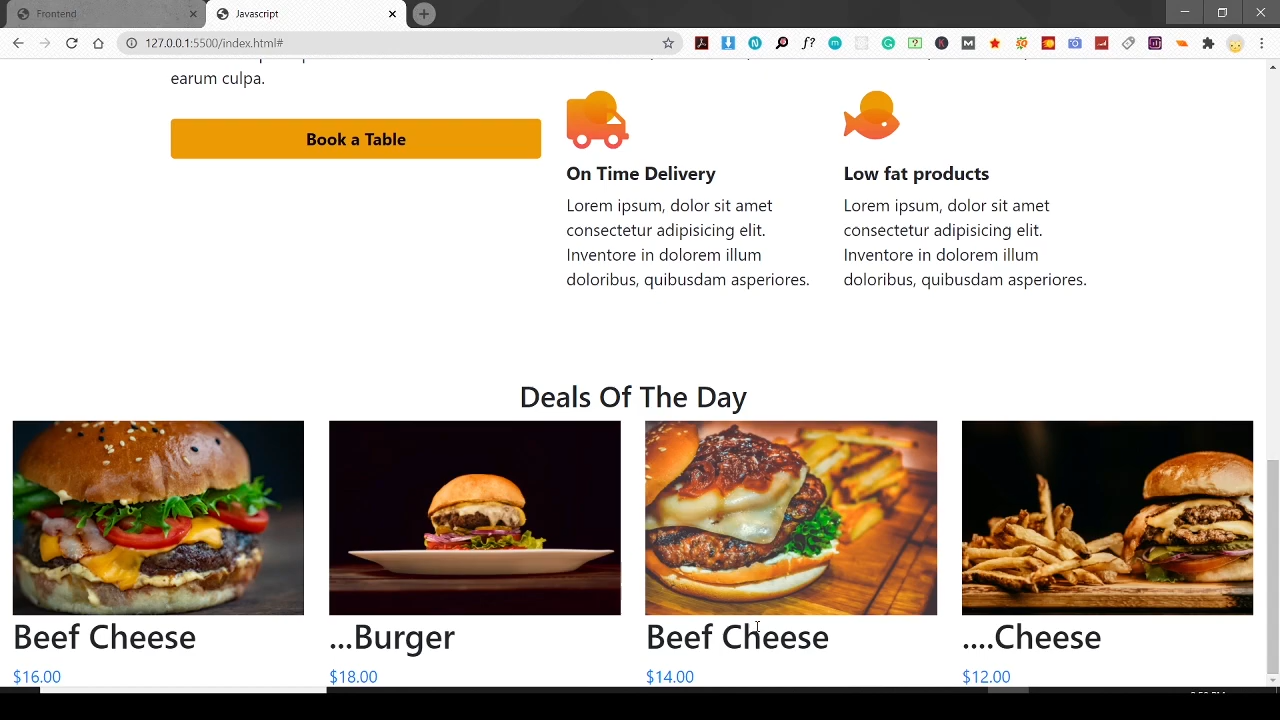 Frontend
Javascript
127.0.0.1:5500/index.html#
earum culpa.
Book a Table
On Time Delivery
Lorem ipsum, dolor sit amet
consectetur adipisicing elit.
Inventore in dolorem illum
doloribus, quibusdam asperiores.
Low fat products
Lorem ipsum, dolor sit amet
consectetur adipisicing elit.
Inventore in dolorem illum
doloribus, quibusdam asperiores.
Deals Of The Day
Beef Cheese
$16.00
...Burger
$18.00
Beef Cheese
$14.00
....Cheese
$12.00